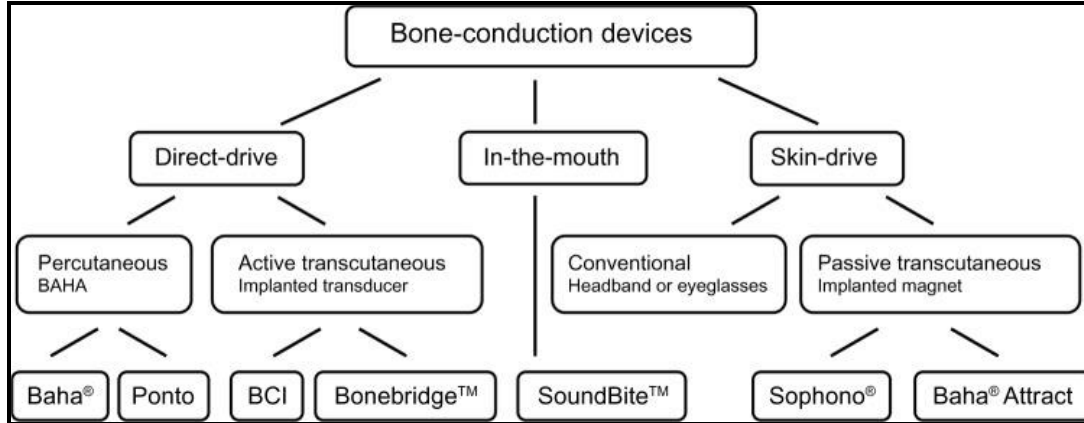 Bone-conduction devices
Direct-drive
In-the-mouth
Skin-drive
Percutaneous
BAHA
Active transcutaneous
Implanted transducer
Conventional
Headband or eyeglasses
Passive transcutaneous
Implanted magnet
Baha®
Ponto
BCI
Bonebridge™
SoundBite™
Sophono®
Baha® Attract